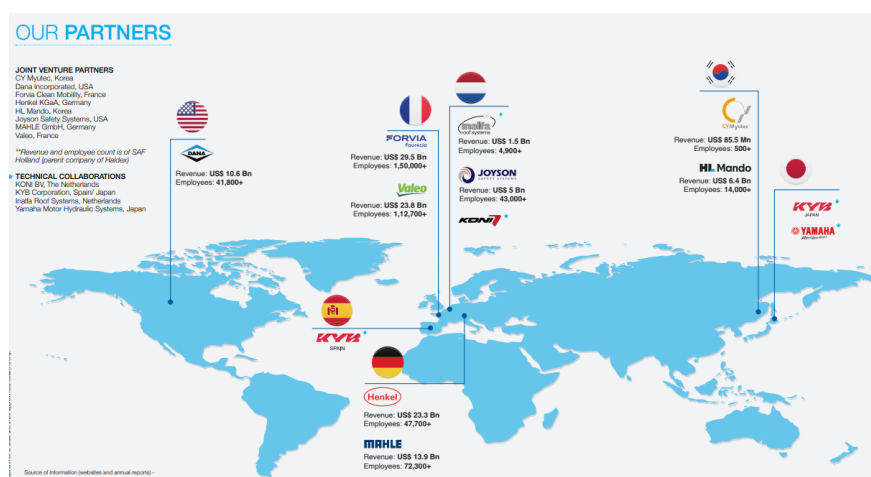 OUR PARTNERS
JOINT VENTURE PARTNERS
CY Myutec, Korea
Dana Incorporated, USA
Forvia Clean Mobility, France
Henkel KGaA, Germany
HL Mando, Korea
Joyson Safety Systems, USA
MAHLE GmbH, Germany
Valeo, France
**Revenue and employee count is of SAF
Holland (parent company of Haldex)
* TECHNICAL COLLABORATIONS
KONI BV, The Netherlands
KYB Corporation, Spain/ Japan
Inalfa Roof Systems, Netherlands
Yamaha Motor Hydraulic Systems, Japan
DANA
Revenue: US$ 10.6 Bn
Employees: 41,800+
FORVIA
faurecia
Revenue: US$ 29.5 Bn
Employees: 1,50,000+
Valeo
Revenue: US$ 23.8 Bn
Employees: 1,12,700+
inalfa *
roof systems
Revenue: US$ 1.5 Bn
Employees: 4,900+
JOYSON
SAFETY SYSTEMS
Revenue: US$ 5 Bn
Employees: 43,000+
KONI *
CYMyutec
Revenue: US$ 85.5 Mn
Employees: 500+
HL Mando
Revenue: US$ 6.4 Bn
Employees: 14,000+
KYB *
JAPAN
YAMAHA *
KYB *
SPAIN
Henkel
Revenue: US$ 23.3 Bn
Employees: 47,700+
MAHLE
Revenue: US$ 13.9 Bn
Employees: 72,300+
Source of information (websites and annual reports) -